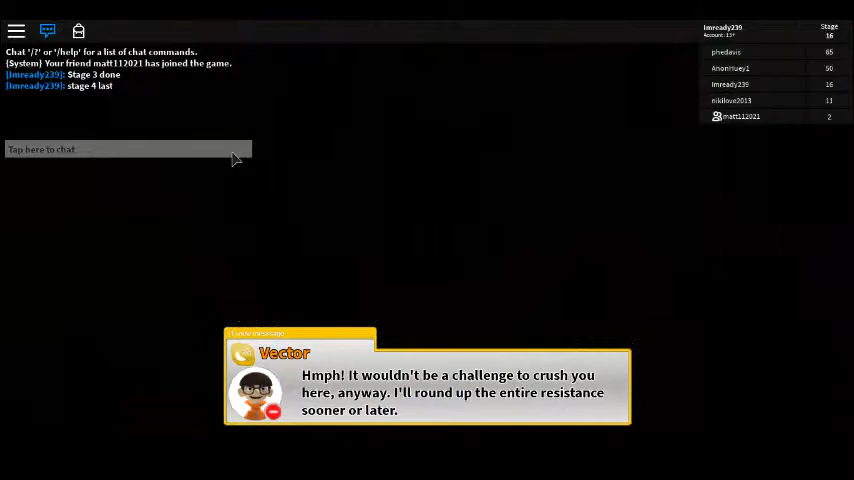 Imready239
Account: 13+
Stage
16
Chat '/?' or '/help' for a list of chat commands.
{System} Your friend matt112021 has joined the game.
[Imready239]: Stage 3 done
[Imready239]: stage 4 last
phedavis 65
AnonHuey1 50
Imready239 16
nikilove2013 11
matt112021 2
Tap here to chat
Vector
Hmph! It wouldn't be a challenge to crush you
here, anyway. I'll round up the entire resistance
sooner or later.